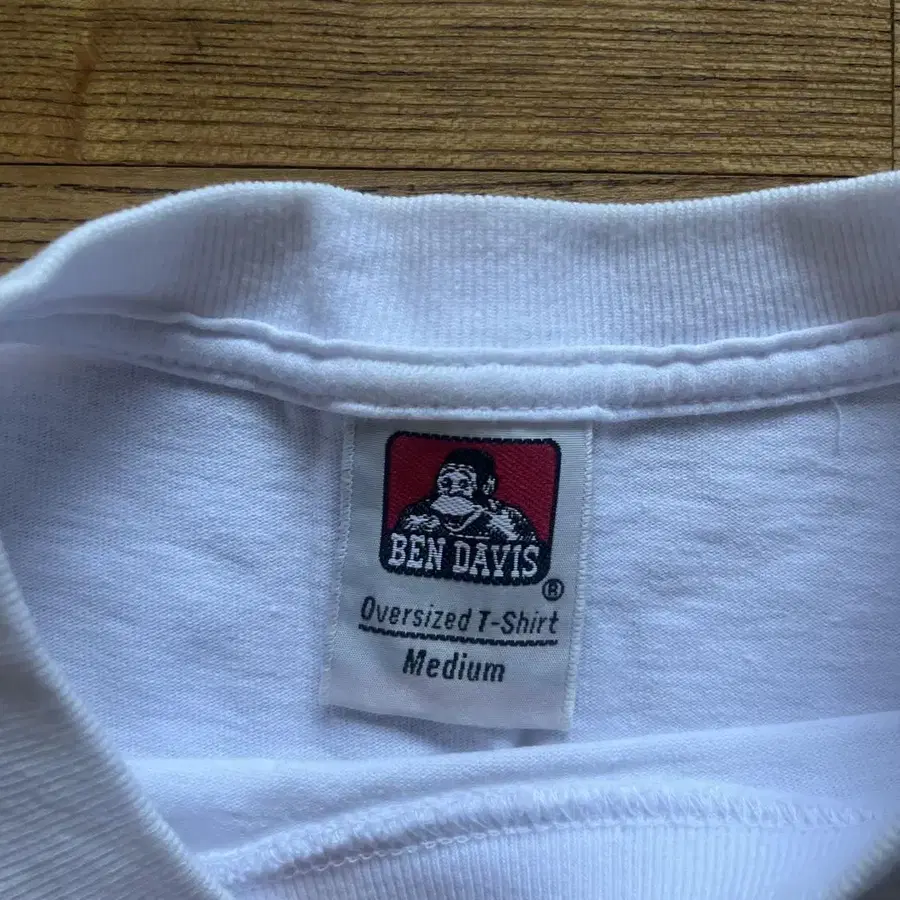 BEN DAVIS
®
Oversized T-Shirt
Medium